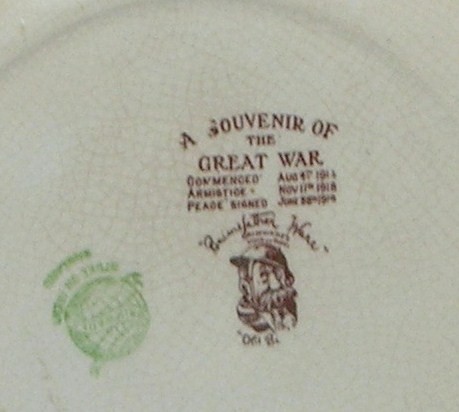 A SOUVENIR OF
THE
GREAT WAR
COMMENCED AUG 4TH 1914
ARMISTICE - NOV 11TH 1918
PEACE SIGNED JUNE 28TH 1919
"Bairnsfather Ware"
"Old Bill"